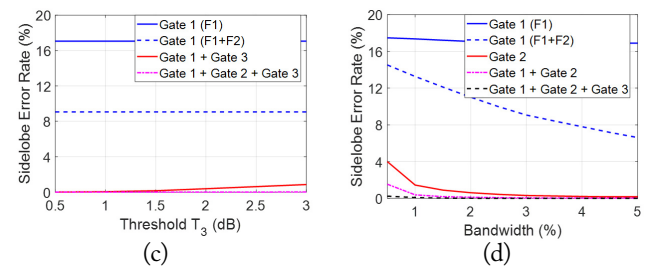 Sidelobe Error Rate (%)
20
16
12
8
4
0
Gate 1 (F1)
Gate 1 (F1+F2)
Gate 1 + Gate 3
Gate 1 + Gate 2 + Gate 3
0.5 1 1.5 2 2.5 3
Threshold T3 (dB)
(c)
Sidelobe Error Rate (%)
20
16
12
8
4
0
Gate 1 (F1)
Gate 1 (F1+F2)
Gate 2
Gate 1 + Gate 2
Gate 1 + Gate 2 + Gate 3
1 2 3 4 5
Bandwidth (%)
(d)